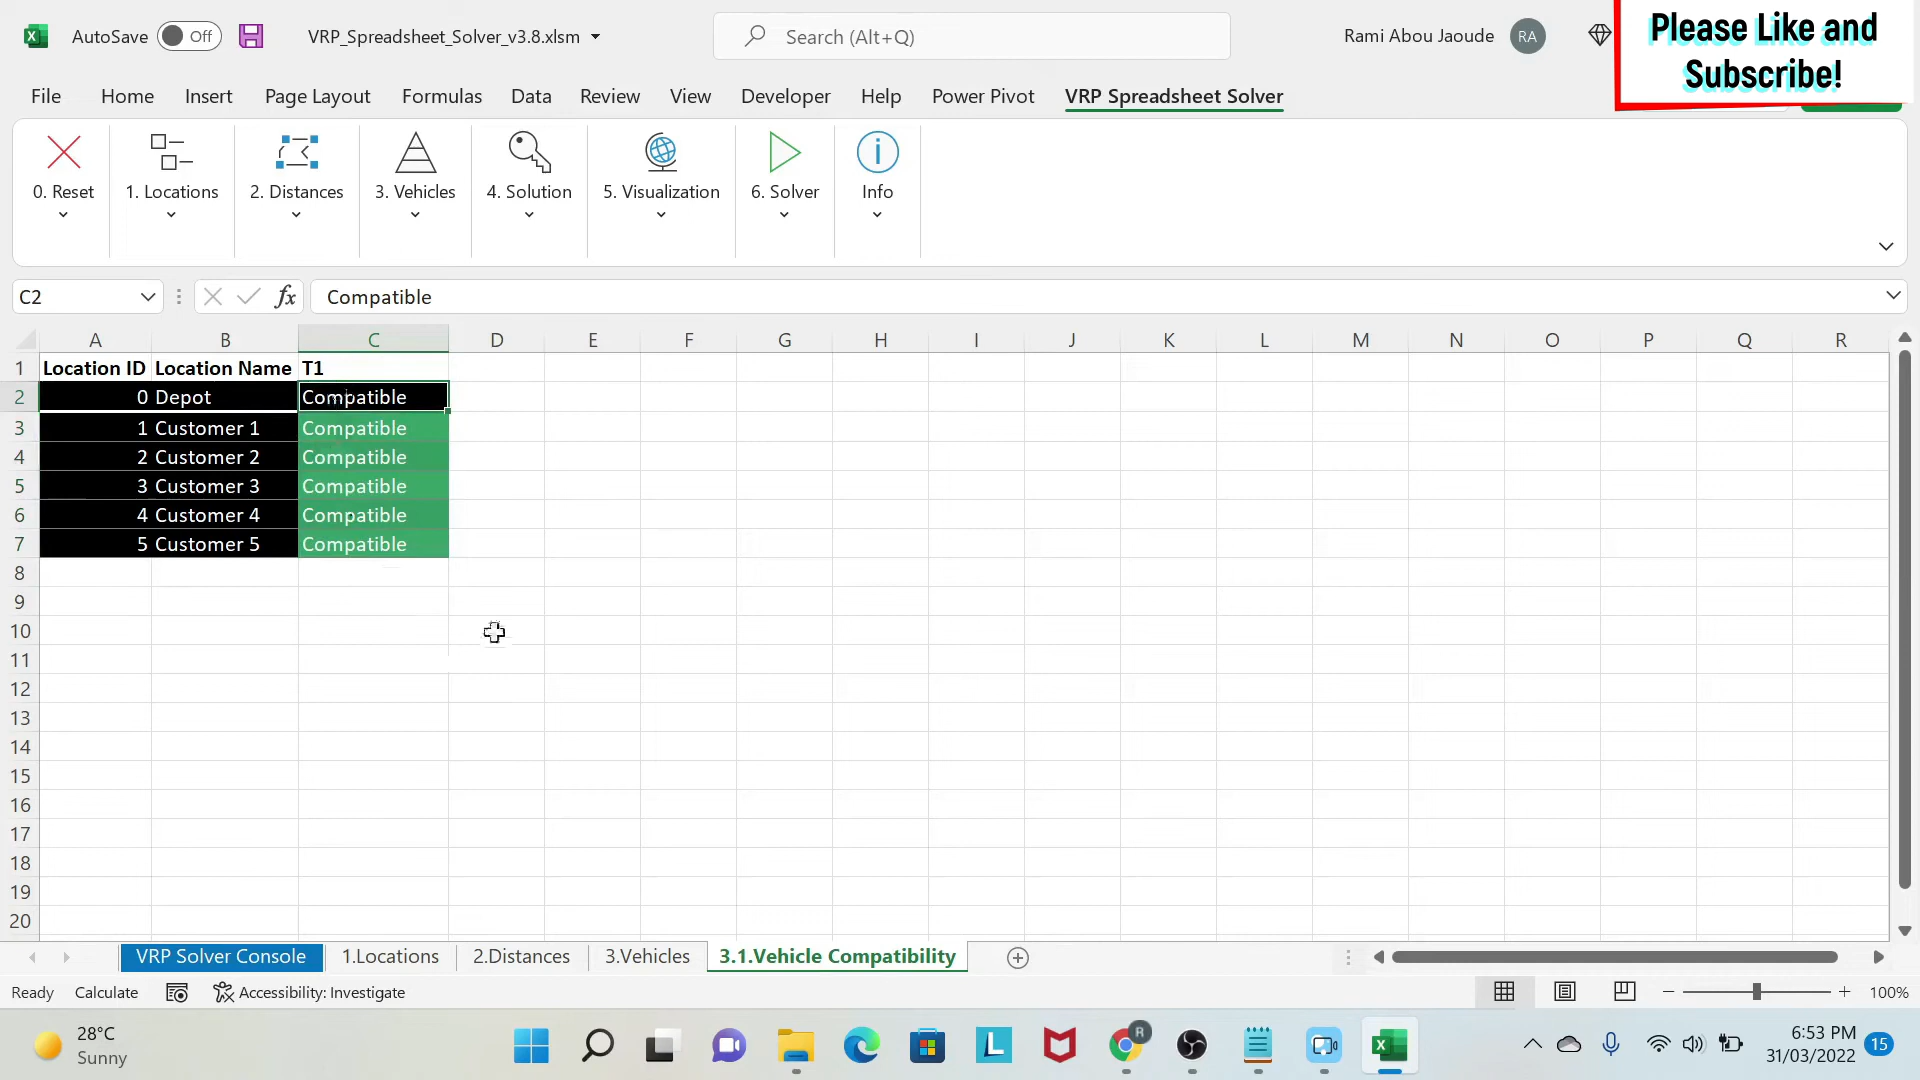 AutoSave Off VRP_Spreadsheet_Solver_v3.8.xlsm Search (Alt+Q) Rami Abou Jaoude RA
Please Like and
Subscribe!
File Home Insert Page Layout Formulas Data Review View Developer Help Power Pivot VRP Spreadsheet Solver
0. Reset 1. Locations 2. Distances 3. Vehicles 4. Solution 5. Visualization 6. Solver Info
C2 fx Compatible
A B C D E F G H I J K L M N O P Q R
1 Location ID Location Name T1
2 0 Depot Compatible
3 1 Customer 1 Compatible
4 2 Customer 2 Compatible
5 3 Customer 3 Compatible
6 4 Customer 4 Compatible
7 5 Customer 5 Compatible
8
9
10
11
12
13
14
15
16
17
18
19
20
VRP Solver Console 1.Locations 2.Distances 3.Vehicles 3.1.Vehicle Compatibility
Ready Calculate Accessibility: Investigate 100%
28°C
Sunny
L R
6:53 PM
31/03/2022 15